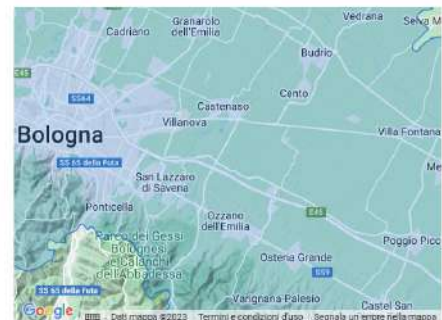 Granarolo
dell'Emilia
Vedrana
Selva M
Cadriano
Budrio
E45
SS64
Cento
Castenaso
Villanova
Bologna
Villa Fontana
SS 65 della Futa
Me
San Lazzaro
di Savena
Ponticella
Ozzano
dell'Emilia
E45
Parco dei Gessi
Bolognesi
e Calanchi
dell'Abbadessa
Poggio Picc
Osteria Grande
SS9
SS 65 della Futa
Varignana-Palesio
Castel San
Google
Dati mappa ©2023 Termini e condizioni d'uso Segnala un errore nella mappa